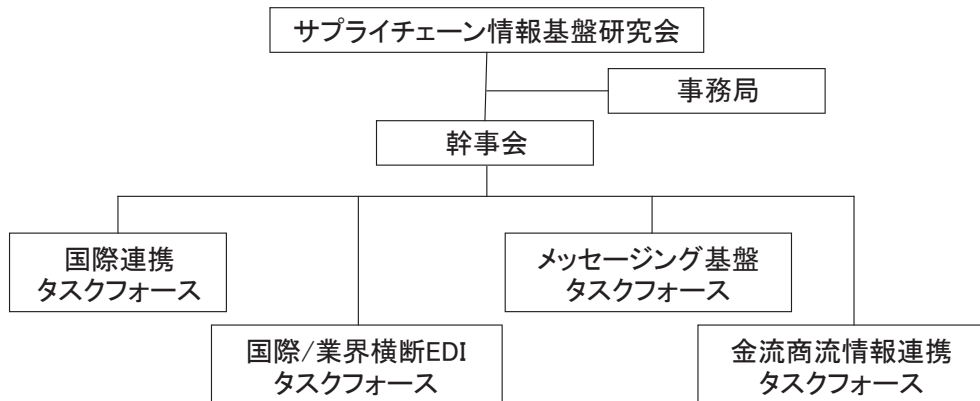 サプライチェーン情報基盤研究会
事務局
幹事会
国際連携
タスクフォース
メッセージング基盤
タスクフォース
国際/業界横断EDI
タスクフォース
金流商流情報連携
タスクフォース